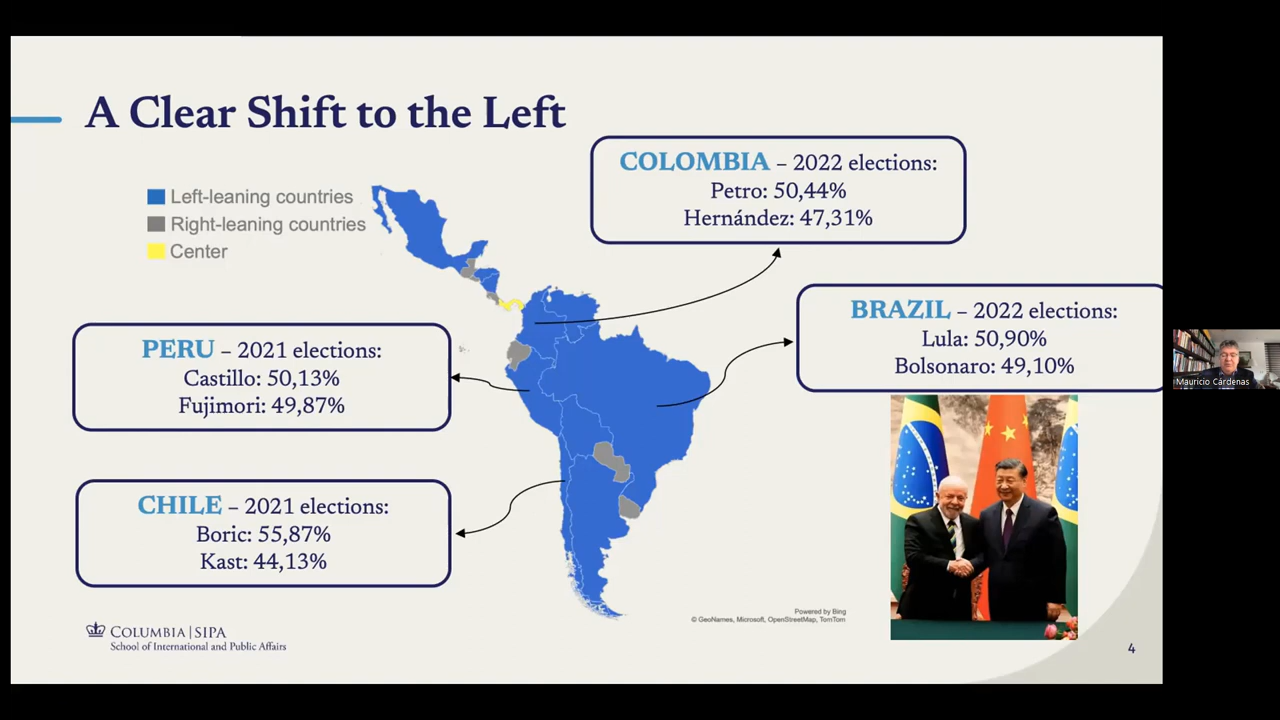 A Clear Shift to the Left
Left-leaning countries
Right-leaning countries
Center
COLOMBIA – 2022 elections:
Petro: 50,44%
Hernández: 47,31%
BRAZIL – 2022 elections:
Lula: 50,90%
Bolsonaro: 49,10%
PERU – 2021 elections:
Castillo: 50,13%
Fujimori: 49,87%
CHILE – 2021 elections:
Boric: 55,87%
Kast: 44,13%
Powered by Bing
© GeoNames, Microsoft, OpenStreetMap, TomTom
COLUMBIA | SIPA
School of International and Public Affairs
4
Mauricio Cárdenas